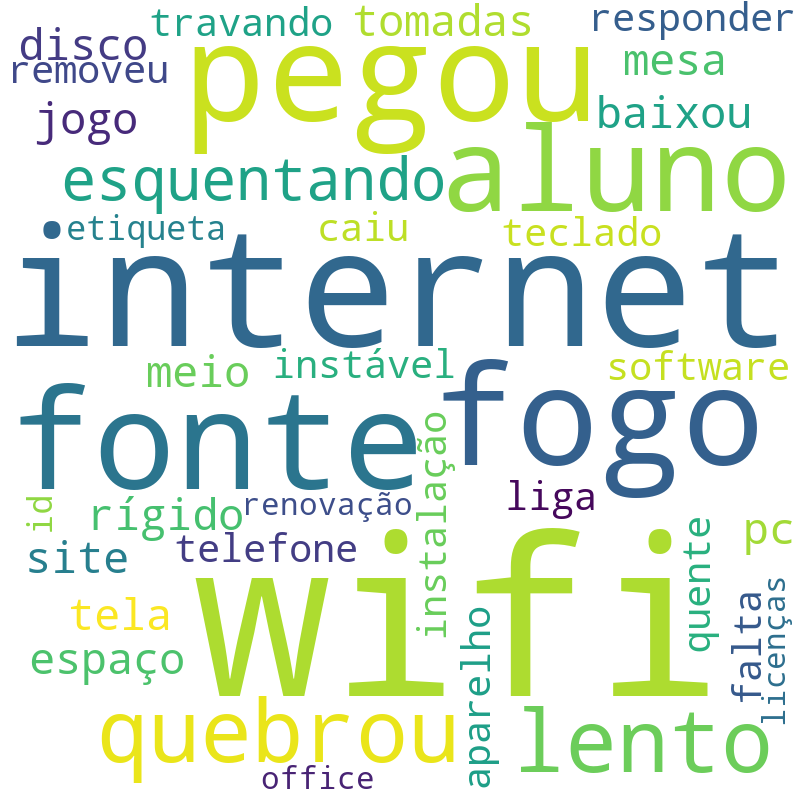 travando tomadas responder
disco pegou mesa
removeu
jogo baixou
esquentando aluno
etiqueta caiu teclado
internet
meio instável software
fonte fogo
instalação
liga
id rígido renovação
telefone quente pc
site wifi
tela falta
licenças
espaço aparelho
quebrou lento
office